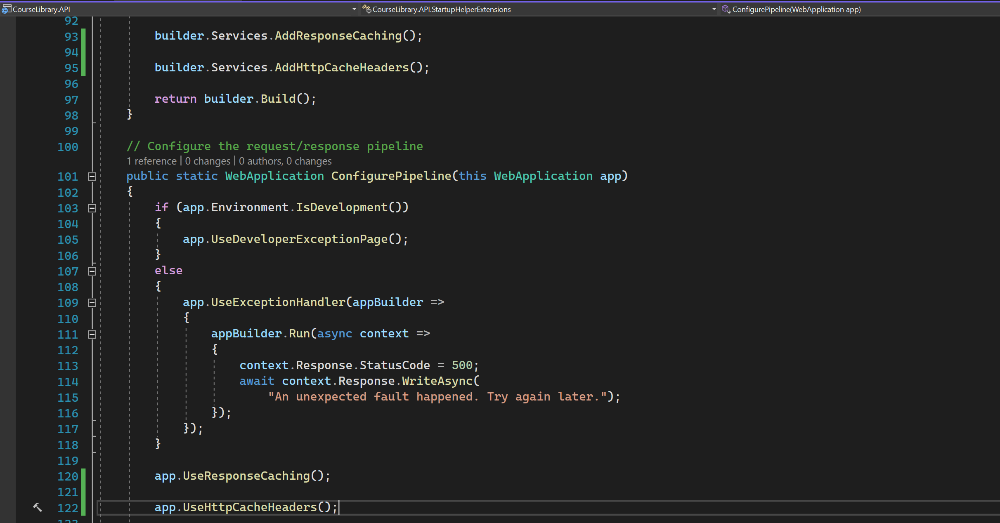 CourseLibrary.API CourseLibrary.API.StartupHelperExtensions ConfigurePipeline(WebApplication app)
92
93 builder.Services.AddResponseCaching();
94
95 builder.Services.AddHttpCacheHeaders();
96
97 return builder.Build();
98 }
99
100 // Configure the request/response pipeline
1 reference | 0 changes | 0 authors, 0 changes
101 public static WebApplication ConfigurePipeline(this WebApplication app)
102 {
103 if (app.Environment.IsDevelopment())
104 {
105 app.UseDeveloperExceptionPage();
106 }
107 else
108 {
109 app.UseExceptionHandler(appBuilder =>
110 {
111 appBuilder.Run(async context =>
112 {
113 context.Response.StatusCode = 500;
114 await context.Response.WriteAsync(
115 "An unexpected fault happened. Try again later.");
116 });
117 });
118 }
119
120 app.UseResponseCaching();
121
122 app.UseHttpCacheHeaders();
123